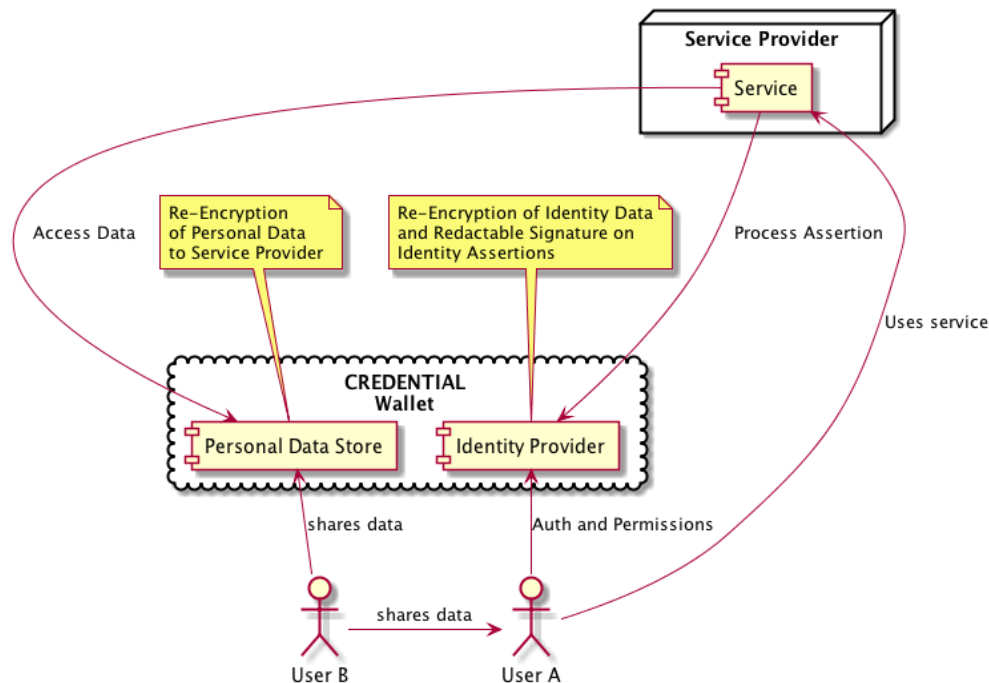 Service Provider
Service
Re-Encryption
of Personal Data
to Service Provider
Re-Encryption of Identity Data
and Redactable Signature on
Identity Assertions
Access Data
Process Assertion
Uses service
CREDENTIAL
Wallet
Personal Data Store
Identity Provider
shares data
Auth and Permissions
shares data
User B
User A